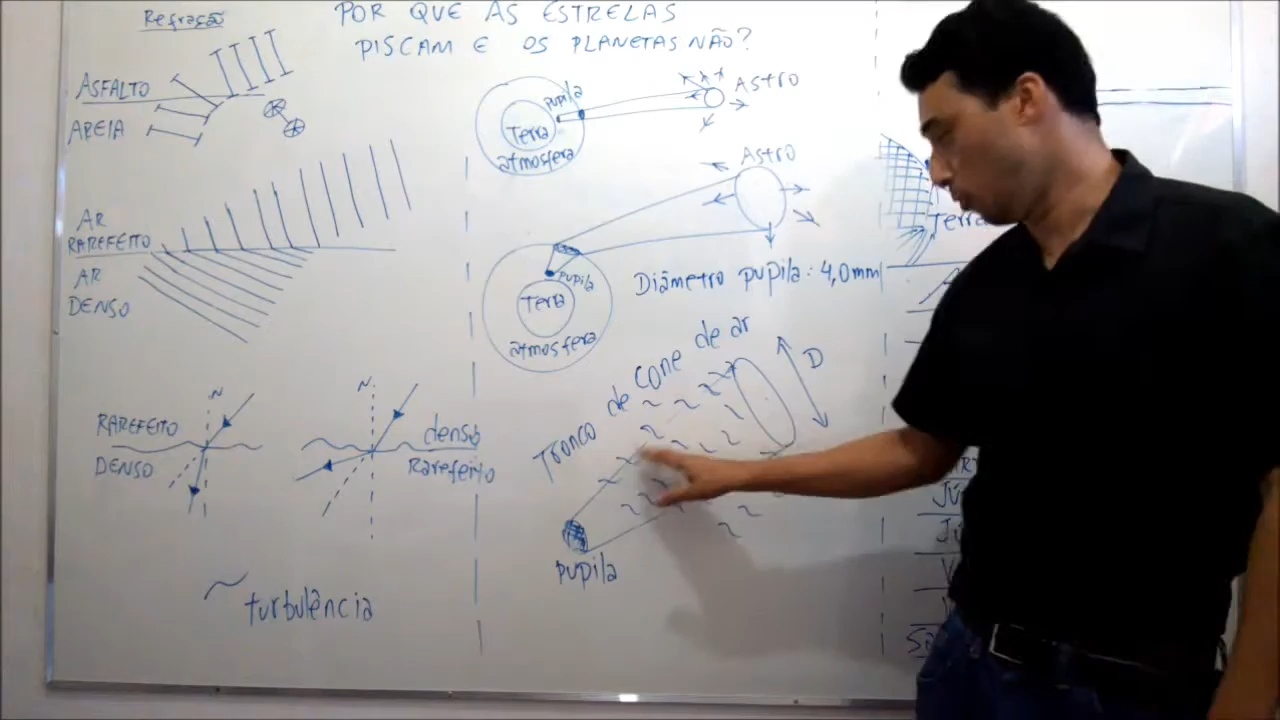 Refração
POR QUE AS ESTRELAS
PISCAM E OS PLANETAS NÃO?
ASFALTO
AREIA
AR
RAREFEITO
AR
DENSO
N
RAREFEITO
DENSO
N
denso
Rarefeito
~ turbulência
pupila
Terra
atmosfera
Astro
Astro
pupila
Terra
atmosfera
Diâmetro pupila: 4,0mm
Tronco de cone de ar
D
pupila
Terra